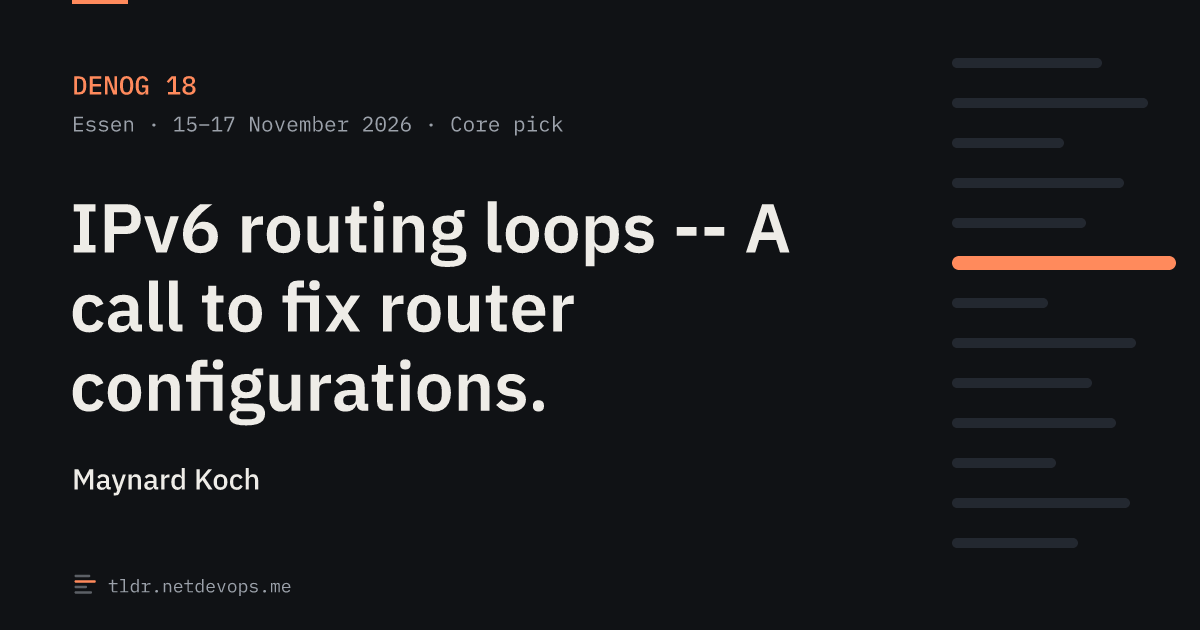 DENOG 18
Essen · 15–17 November 2026 · Core pick
IPv6 routing loops -- A
call to fix router
configurations.
Maynard Koch
tldr.netdevops.me